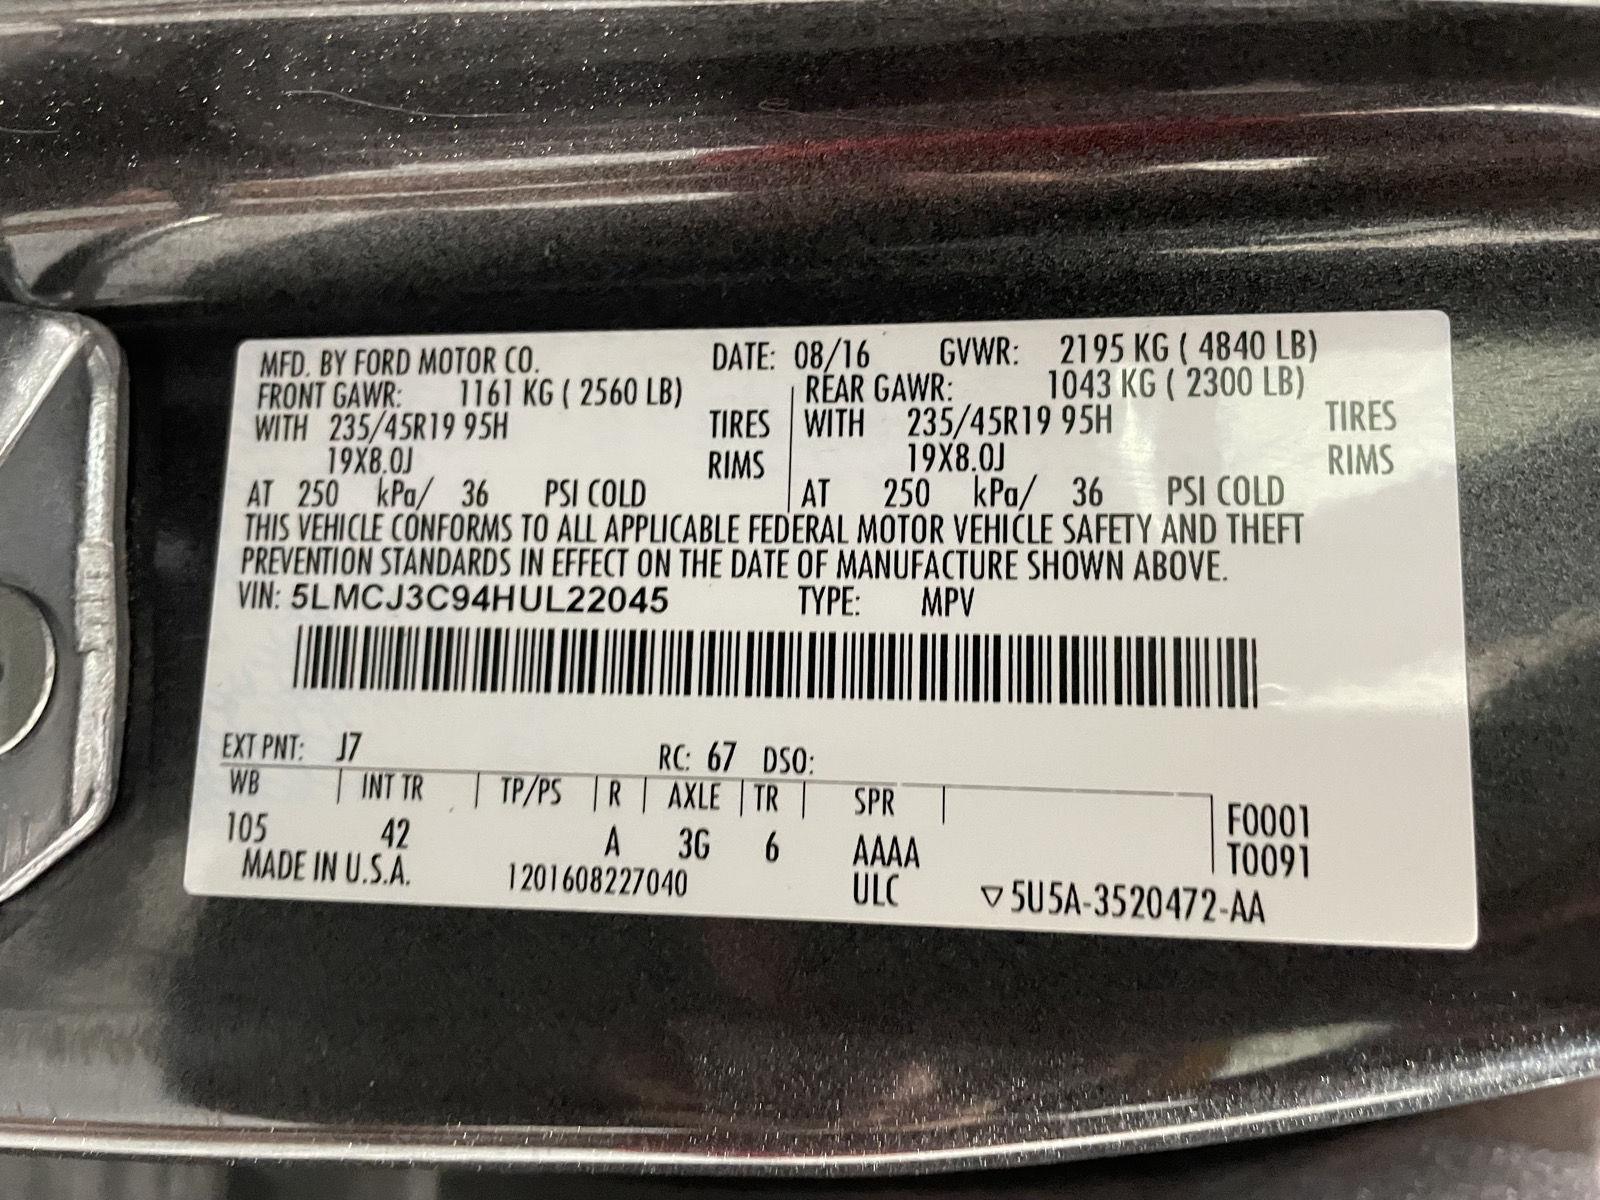 MFD. BY FORD MOTOR CO. DATE: 08/16 GVWR: 2195 KG ( 4840 LB)
FRONT GAWR: 1161 KG ( 2560 LB) REAR GAWR: 1043 KG ( 2300 LB)
WITH 235/45R19 95H TIRES WITH 235/45R19 95H TIRES
19X8.0J RIMS 19X8.0J RIMS
AT 250 kPa/ 36 PSI COLD AT 250 kPa/ 36 PSI COLD
THIS VEHICLE CONFORMS TO ALL APPLICABLE FEDERAL MOTOR VEHICLE SAFETY AND THEFT
PREVENTION STANDARDS IN EFFECT ON THE DATE OF MANUFACTURE SHOWN ABOVE.
VIN: 5LMCJ3C94HUL22045 TYPE: MPV
EXT PNT: J7 RC: 67 DSO:
WB | INT TR | TP/PS | R | AXLE | TR | SPR |
105 42 A 3G 6 AAAA F0001
MADE IN U.S.A. 1201608227040 ULC T0091
▽5U5A-3520472-AA